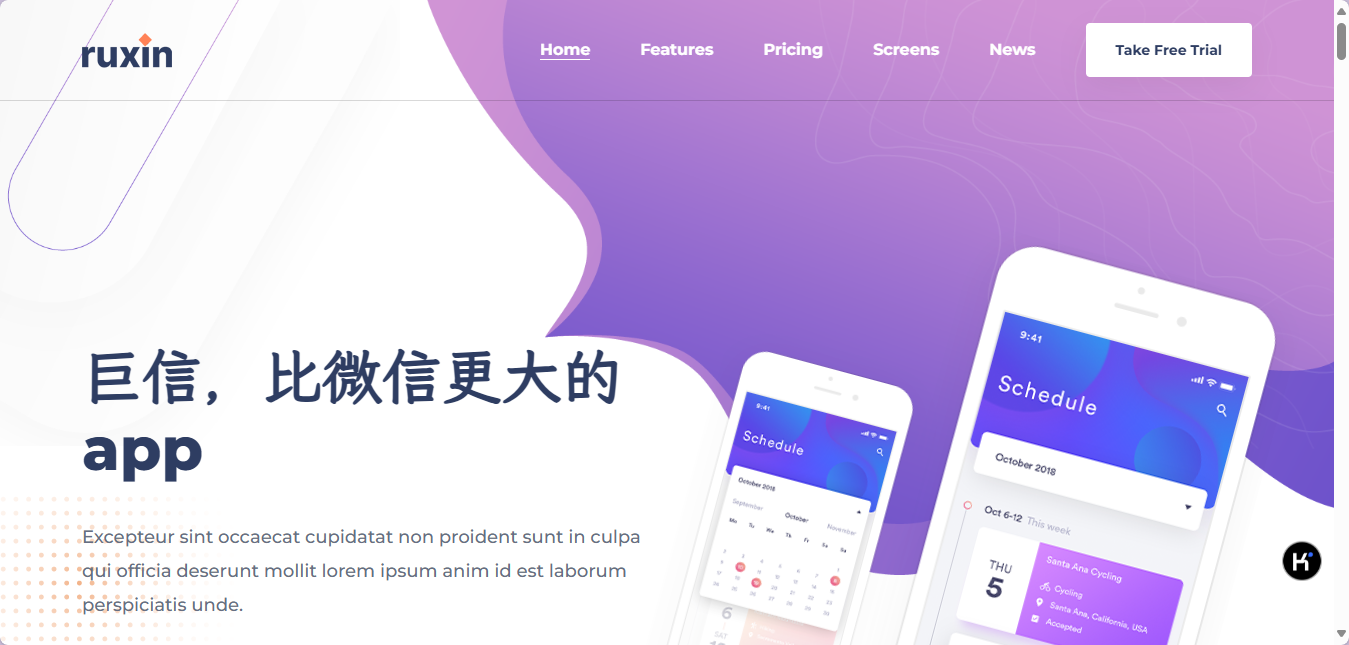 ruxin
Home Features Pricing Screens News Take Free Trial
巨信，比微信更大的
app
Excepteur sint occaecat cupidatat non proident sunt in culpa
qui officia deserunt mollit lorem ipsum anim id est laborum
perspiciatis unde.
9:41
Schedule
October 2018
September October November
Mo Tu We Th Fr Sa Sa
6
SAT
9:41
Schedule
October 2018
Oct 6-12 This week
THU
5
Santa Ana Cycling
Cycling
Santa Ana, California, USA
Accepted
K